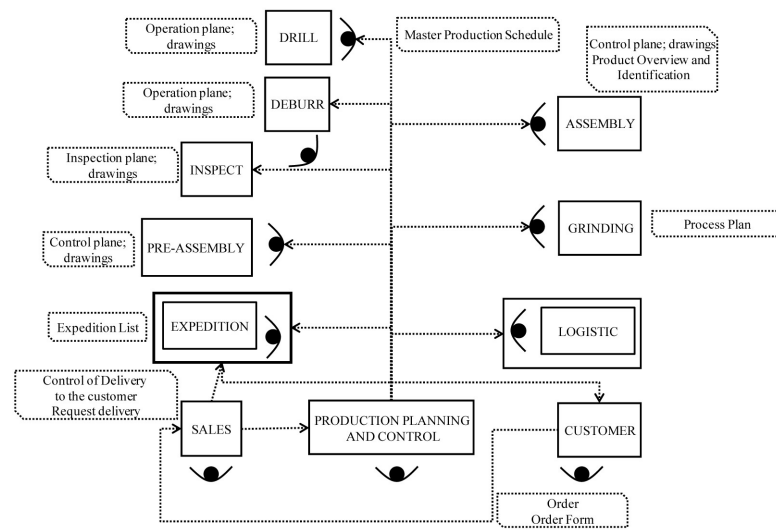 Operation plane;
drawings
DRILL
Master Production Schedule
Control plane; drawings
Product Overview and
Identification
Operation plane;
drawings
DEBURR
ASSEMBLY
Inspection plane;
drawings
INSPECT
Control plane;
drawings
PRE-ASSEMBLY
GRINDING
Process Plan
Expedition List
EXPEDITION
LOGISTIC
Control of Delivery
to the customer
Request delivery
SALES
PRODUCTION PLANNING
AND CONTROL
CUSTOMER
Order
Order Form